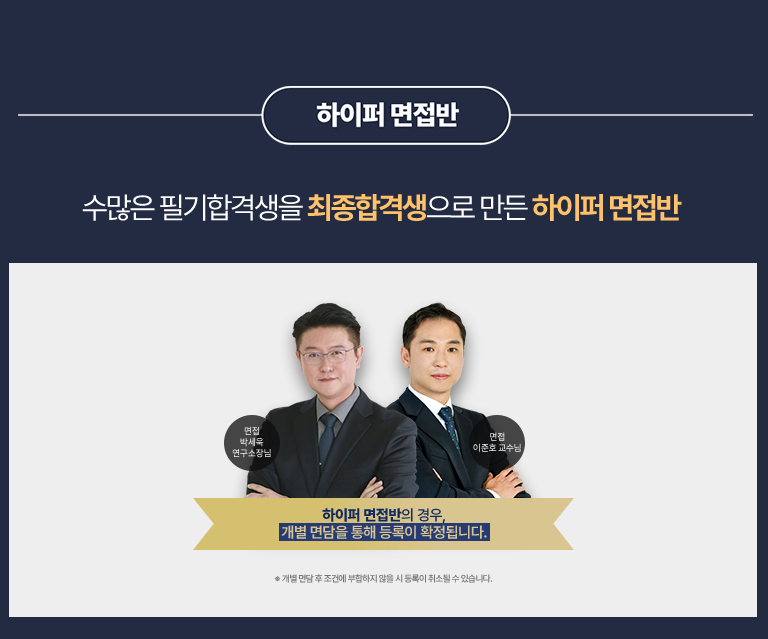 하이퍼 면접반
수많은 필기합격생을 최종합격생으로 만든 하이퍼 면접반
면접
박세욱
연구소장님
면접
이준호 교수님
하이퍼 면접반의 경우,
개별 면담을 통해 등록이 확정됩니다.
※ 개별 면담 후 조건에 부합하지 않을 시 등록이 취소될 수 있습니다.